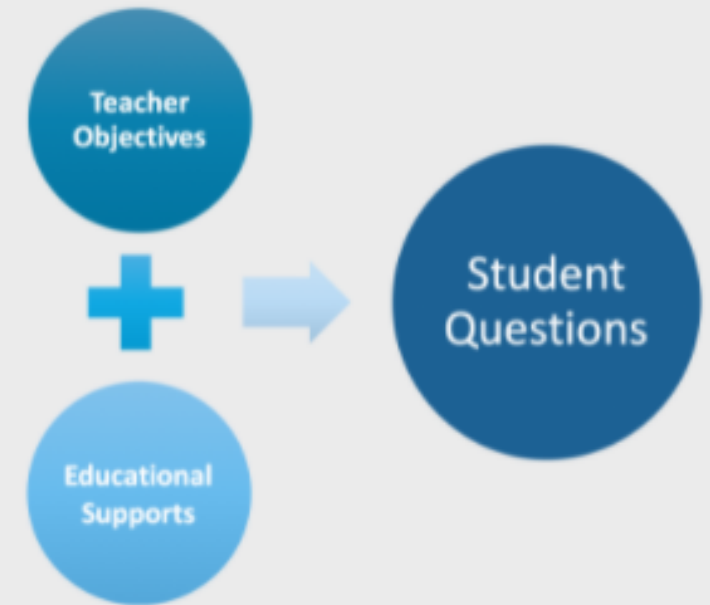 Teacher
Objectives
Educational
Supports
Student
Questions